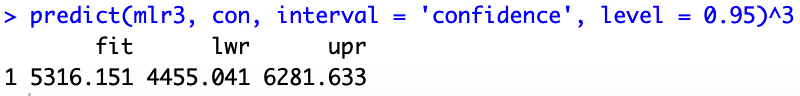 > predict(mlr3, con, interval = 'confidence', level = 0.95)^3
fit lwr upr
1 5316.151 4455.041 6281.633